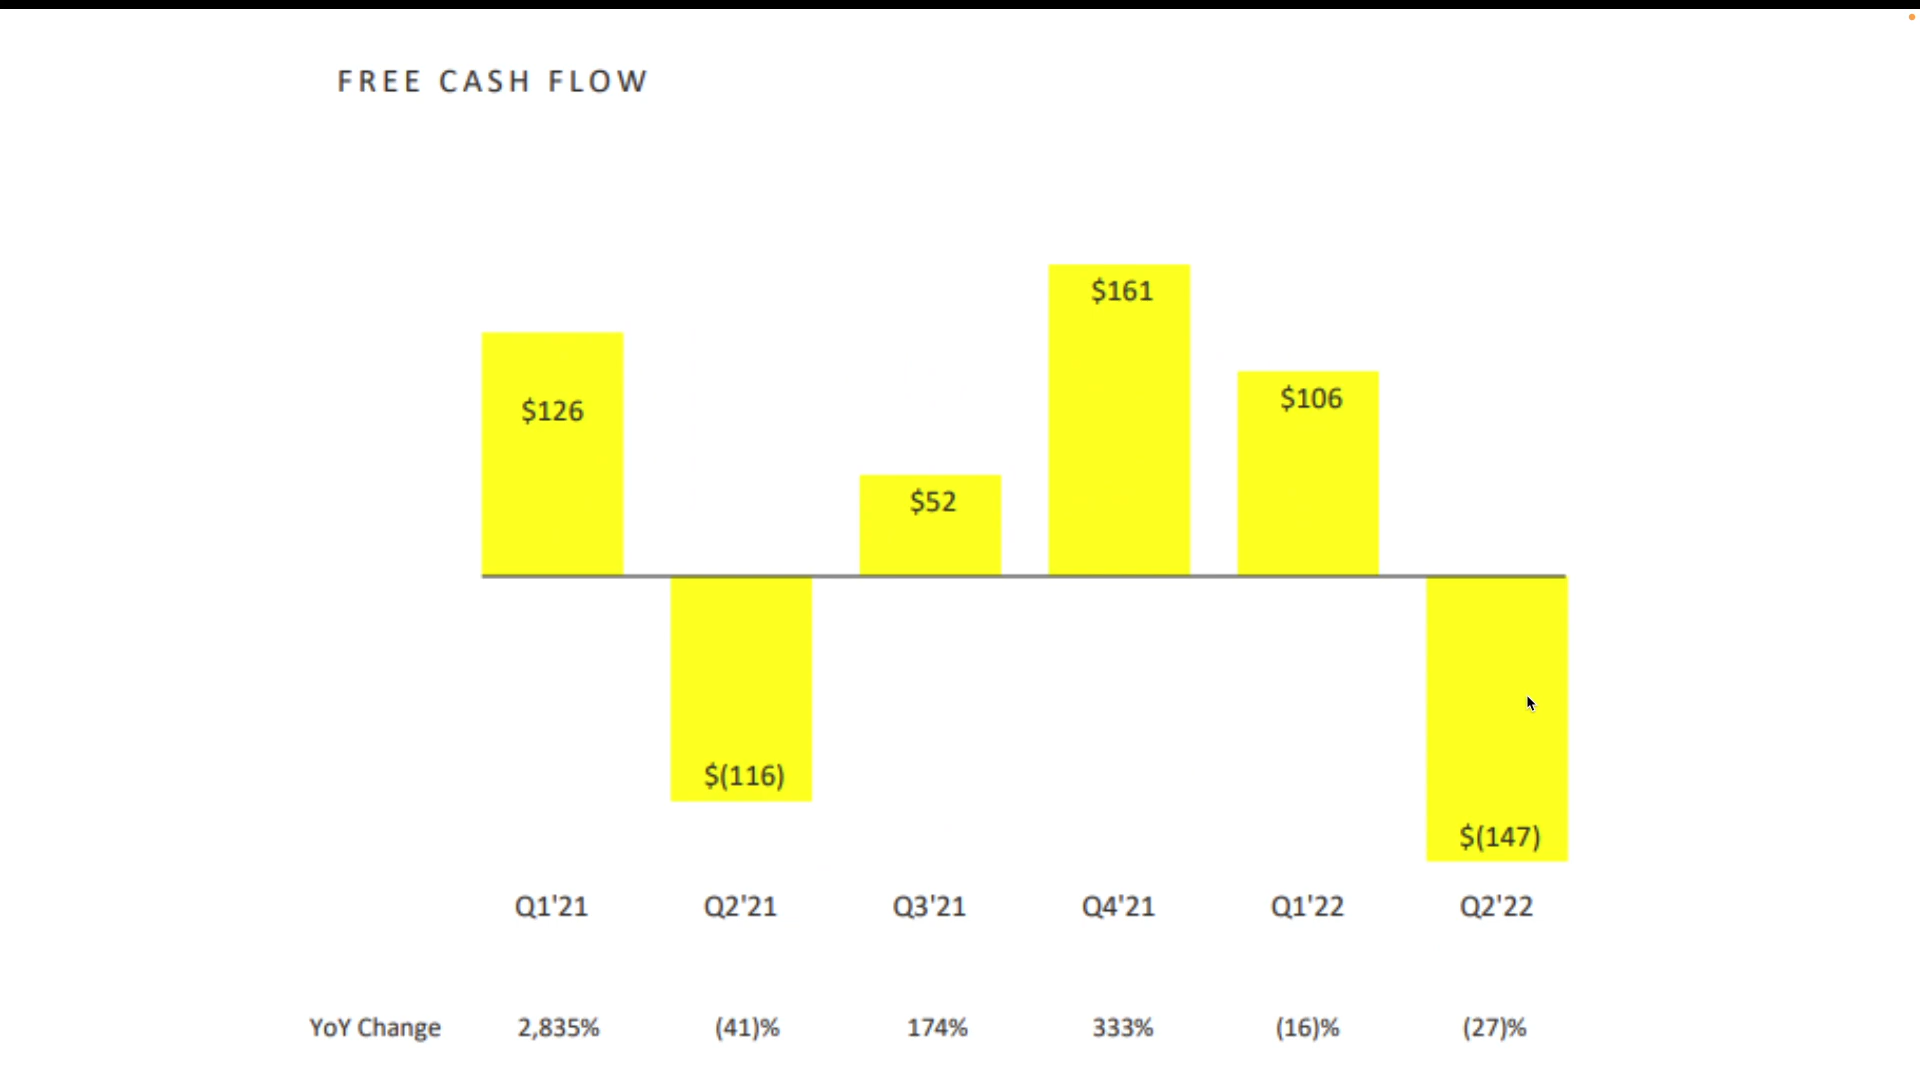 FREE CASH FLOW
$161
$126
$106
$52
$(116)
$(147)
Q1'21 Q2'21 Q3'21 Q4'21 Q1'22 Q2'22
YoY Change 2,835% (41)% 174% 333% (16)% (27)%